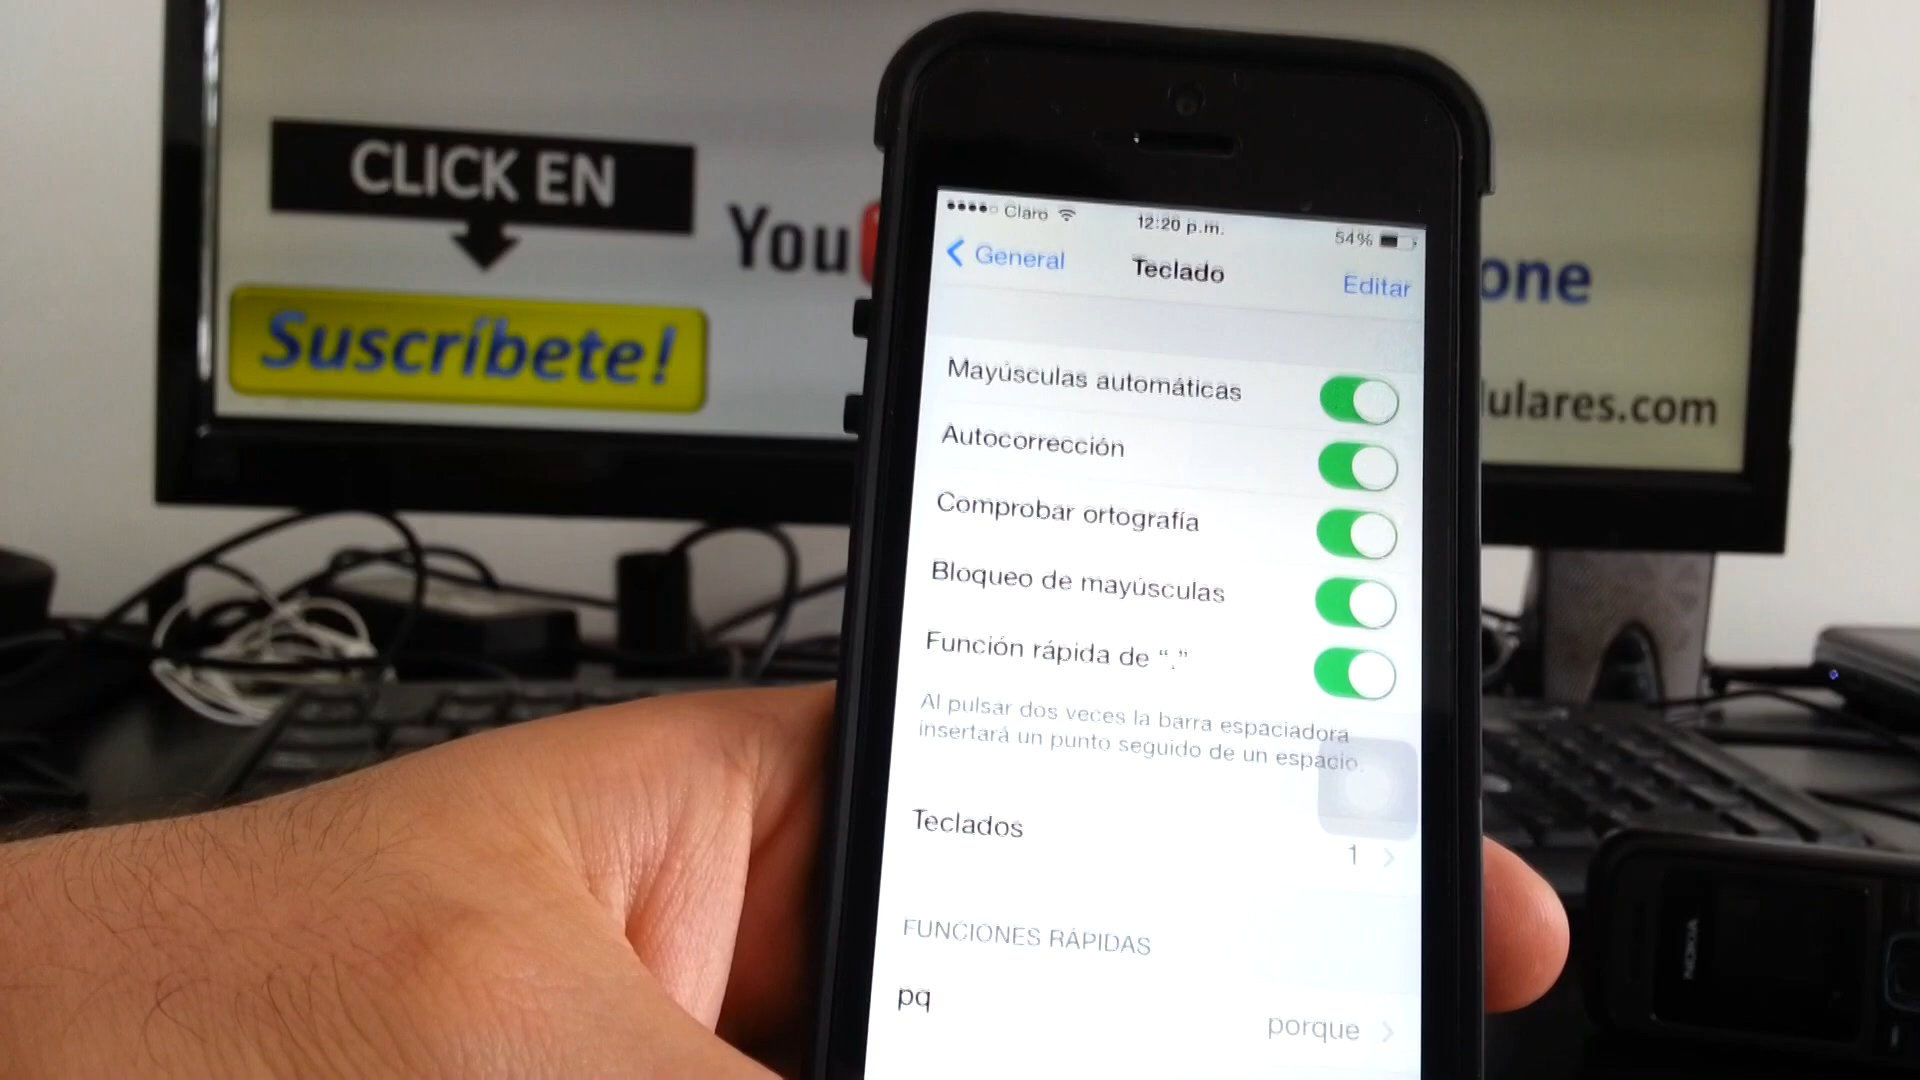 CLICK EN
Suscríbete!
You
one
lulares.com
Claro 12:20 p.m. 54%
General Teclado Editar
Mayúsculas automáticas
Autocorrección
Comprobar ortografía
Bloqueo de mayúsculas
Función rápida de “.”
Al pulsar dos veces la barra espaciadora
insertará un punto seguido de un espacio.
Teclados 1
FUNCIONES RÁPIDAS
pq porque
NOKIA